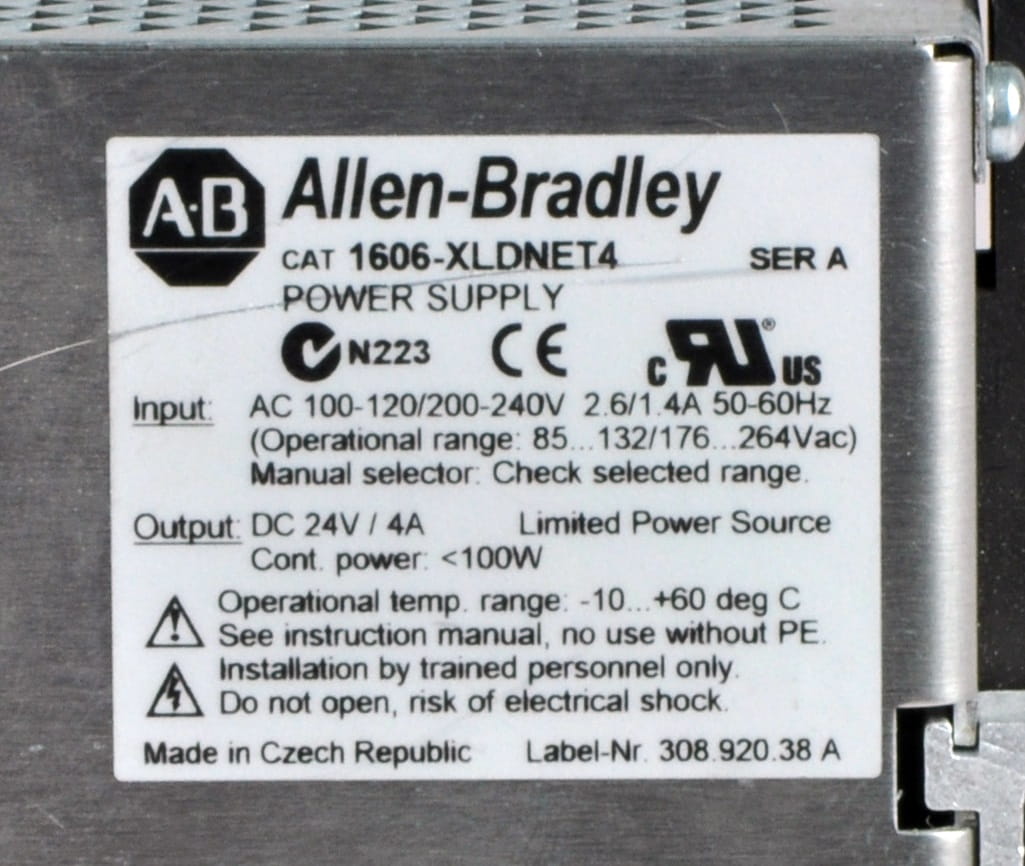 A·B Allen-Bradley
CAT 1606-XLDNET4 SER A
POWER SUPPLY
N223 CE c RU® US
Input: AC 100-120/200-240V 2.6/1.4A 50-60Hz
(Operational range: 85...132/176...264Vac)
Manual selector: Check selected range.
Output: DC 24V / 4A Limited Power Source
Cont. power: <100W
Operational temp. range: -10...+60 deg C
See instruction manual, no use without PE.
Installation by trained personnel only.
Do not open, risk of electrical shock.
Made in Czech Republic Label-Nr. 308.920.38 A